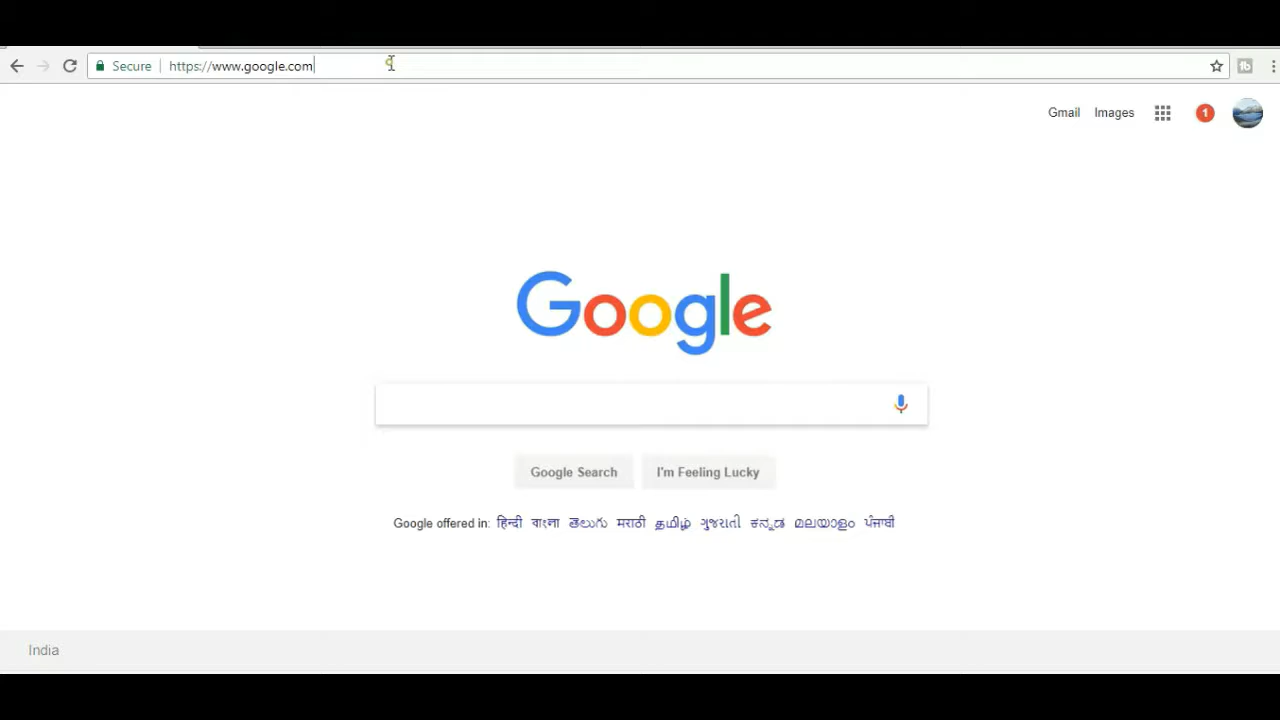 Secure https://www.google.com
Gmail Images 1
Google
Google Search I'm Feeling Lucky
Google offered in: हिन्दी বাংলা తెలుగు मराठी தமிழ் ગુજરાતી ಕನ್ನಡ മലയാളം ਪੰਜਾਬੀ
India